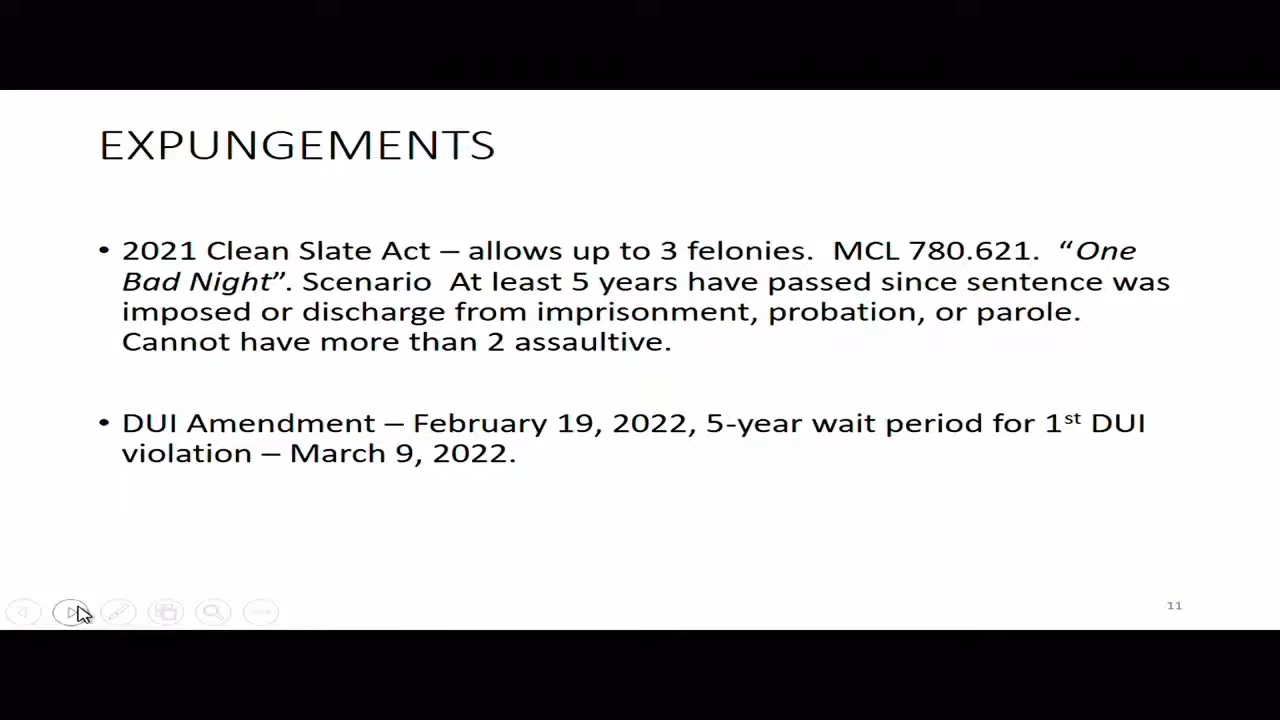 EXPUNGEMENTS
• 2021 Clean Slate Act – allows up to 3 felonies.  MCL 780.621.  “One
Bad Night”. Scenario  At least 5 years have passed since sentence was
imposed or discharge from imprisonment, probation, or parole.
Cannot have more than 2 assaultive.
• DUI Amendment – February 19, 2022, 5-year wait period for 1st DUI
violation – March 9, 2022.
11